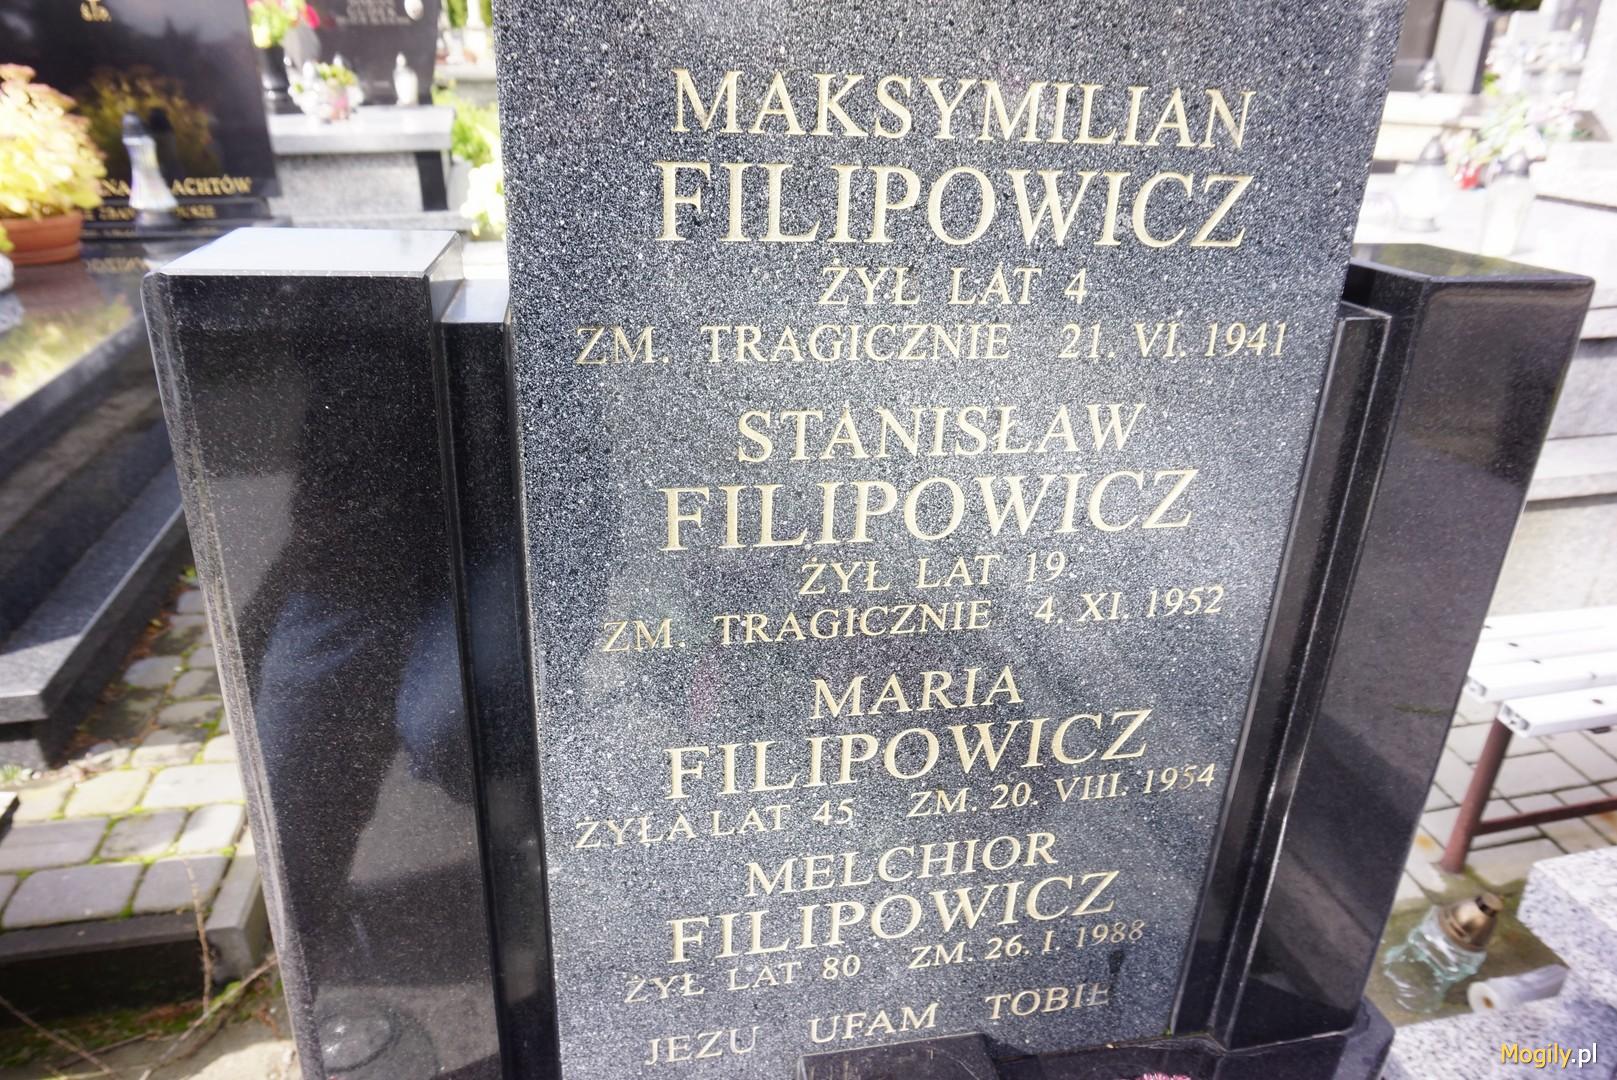 MAKSYMILIAN
FILIPOWICZ
ŻYŁ LAT 4
ZM. TRAGICZNIE 21. VI. 1941
STANISŁAW
FILIPOWICZ
ŻYŁ LAT 19
ZM. TRAGICZNIE 4. XI. 1952
MARIA
FILIPOWICZ
ŻYŁA LAT 45 ZM. 20. VIII. 1954
MELCHIOR
FILIPOWICZ
ŻYŁ LAT 80 ZM. 26. I. 1988
JEZU UFAM TOBIE
Mogily.pl